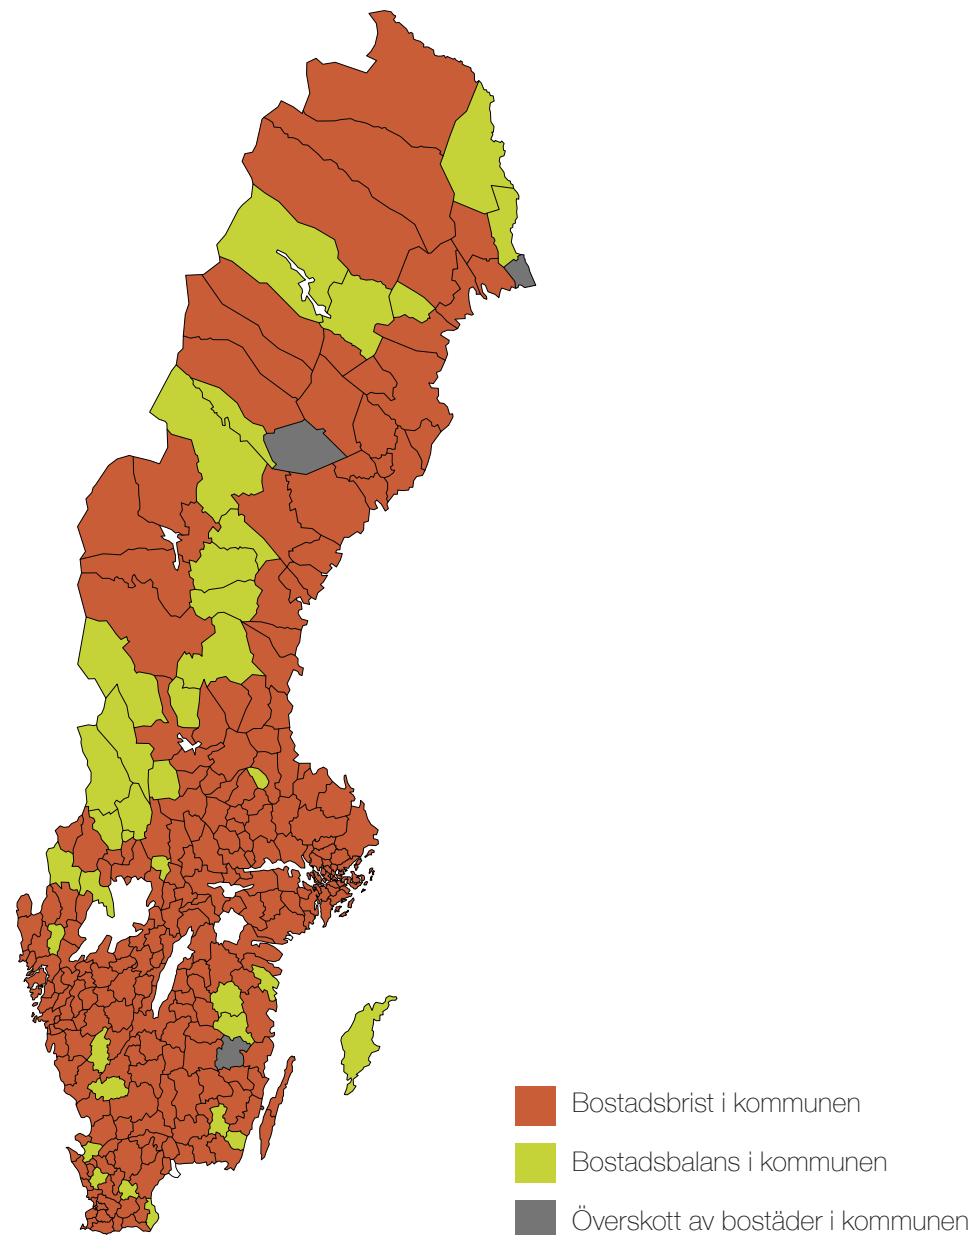 Bostadsbrist i kommunen
Bostadsbalans i kommunen
Överskott av bostäder i kommunen